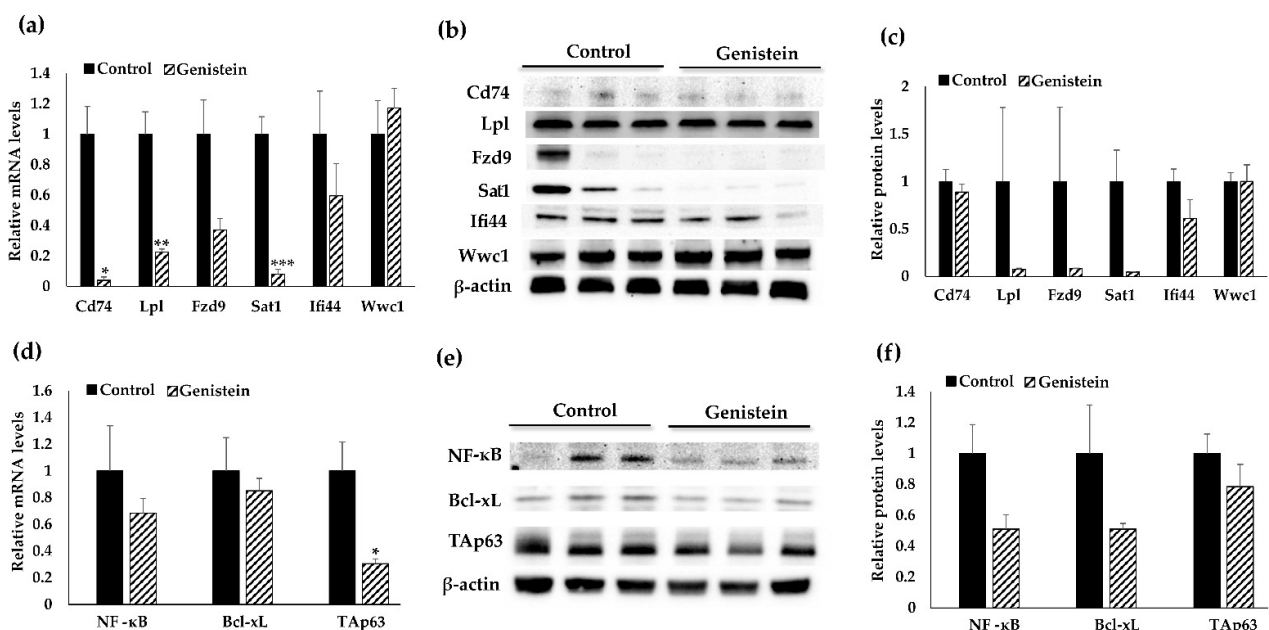 (a)
Control Genistein
Relative mRNA levels
1.4
1.2
1
0.8
0.6
0.4
0.2
0
* ** ***
Cd74 Lpl Fzd9 Sat1 Ifi44 Wwc1
(b)
Control Genistein
Cd74
Lpl
Fzd9
Sat1
Ifi44
Wwc1
β-actin
(c)
Control Genistein
Relative protein levels
2
1.5
1
0.5
0
Cd74 Lpl Fzd9 Sat1 Ifi44 Wwc1
(d)
Control Genistein
Relative mRNA levels
1.6
1.4
1.2
1
0.8
0.6
0.4
0.2
0
*
NF -κB Bcl-xL TAp63
(e)
Control Genistein
NF-κB
Bcl-xL
TAp63
β-actin
(f)
Control Genistein
Relative protein levels
1.4
1.2
1
0.8
0.6
0.4
0.2
0
NF -κB Bcl-xL TAp63